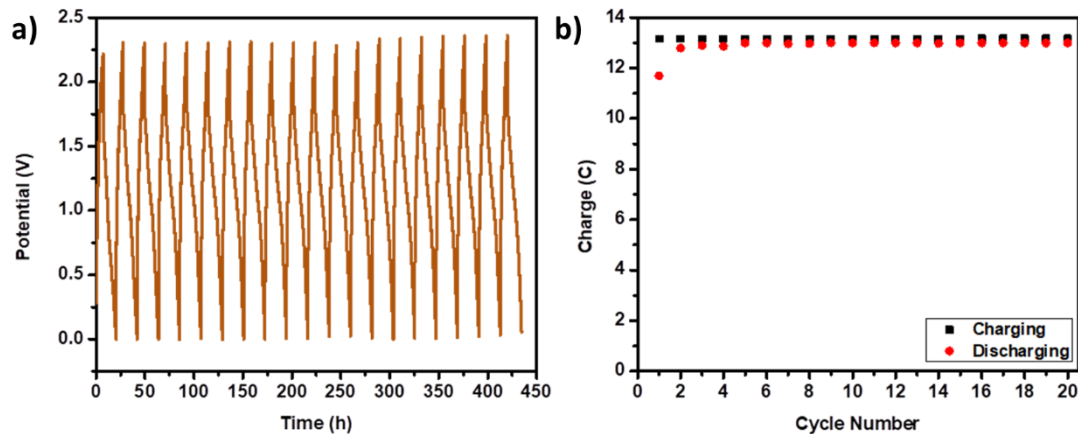 a)
2.5
2.0
1.5
1.0
0.5
0.0
Potential (V)
0 50 100 150 200 250 300 350 400 450
Time (h)
b)
14
12
10
8
6
4
2
0
Charge (C)
Charging
Discharging
0 2 4 6 8 10 12 14 16 18 20
Cycle Number